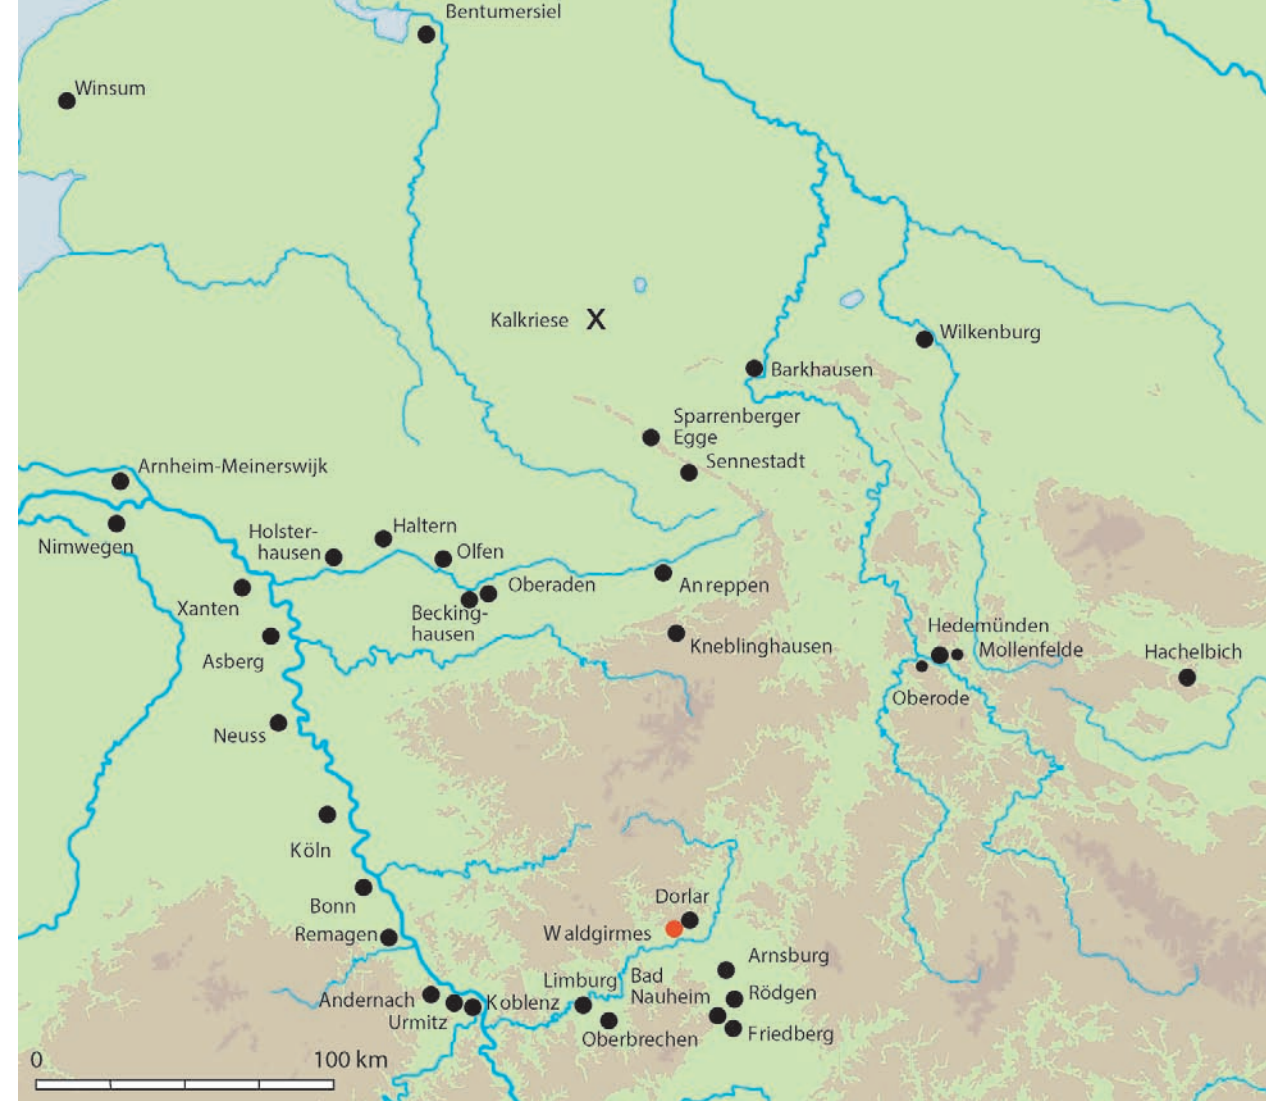 Bentumersiel
Winsum
Kalkriese X
Wilkenburg
Barkhausen
Sparrenberger
Egge
Sennestadt
Arnheim-Meinerswijk
Nimwegen
Holster-
hausen
Haltern
Olfen
Xanten
Oberaden
Becking-
hausen
Anreppen
Asberg
Kneblinghausen
Hedemünden
Mollenfelde
Hachelbich
Oberode
Neuss
Köln
Bonn
Remagen
Dorlar
Waldgirmes
Arnsburg
Andernach
Urmitz
Koblenz
Limburg
Bad
Nauheim
Rödgen
Oberbrechen
Friedberg
0 100 km